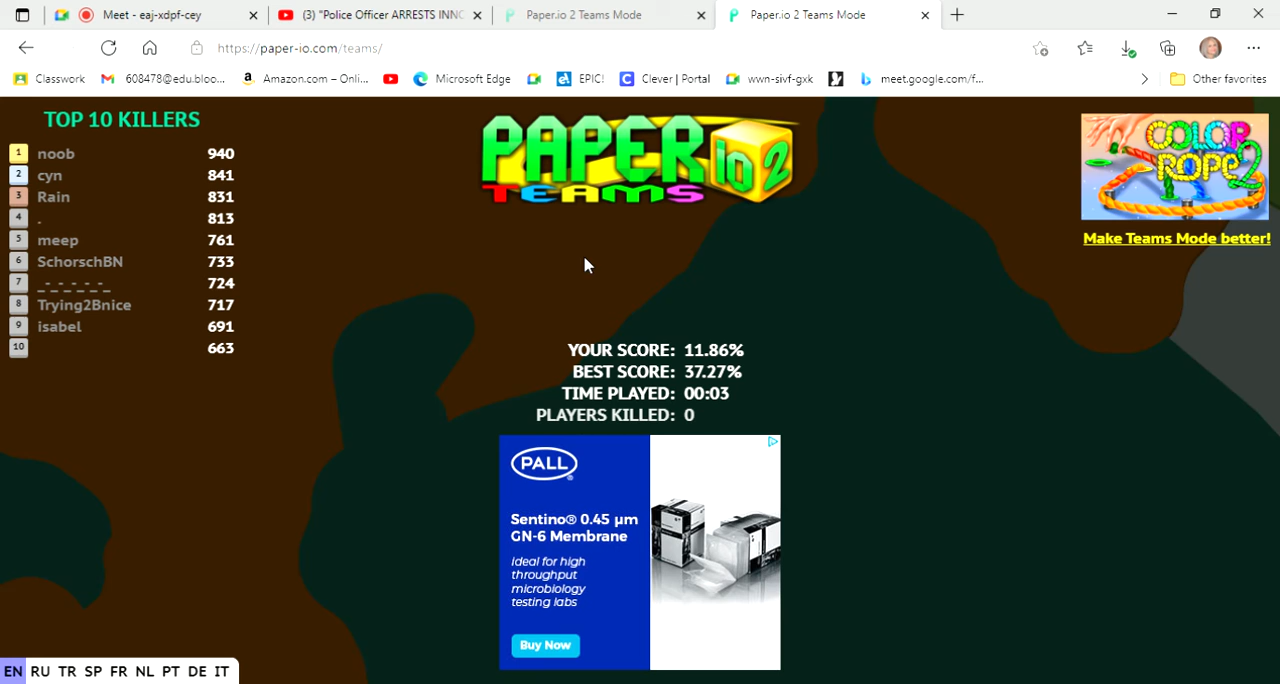 Meet - eaj-xdpf-cey
(3) "Police Officer ARRESTS INNO
Paper.io 2 Teams Mode
Paper.io 2 Teams Mode
https://paper-io.com/teams/
Classwork
608478@edu.bloo...
Amazon.com – Onli...
Microsoft Edge
EPIC!
Clever | Portal
wwn-sivf-gxk
meet.google.com/f...
Other favorites
TOP 10 KILLERS
1 noob 940
2 cyn 841
3 Rain 831
4 . 813
5 meep 761
6 SchorschBN 733
7 _-_-_-_-_-_ 724
8 Trying2Bnice 717
9 isabel 691
10 663
PAPER io 2
TEAMS
COLOR
ROPE 2
Make Teams Mode better!
YOUR SCORE: 11.86%
BEST SCORE: 37.27%
TIME PLAYED: 00:03
PLAYERS KILLED: 0
PALL
Sentino® 0.45 µm
GN-6 Membrane
Ideal for high
throughput
microbiology
testing labs
Buy Now
EN RU TR SP FR NL PT DE IT